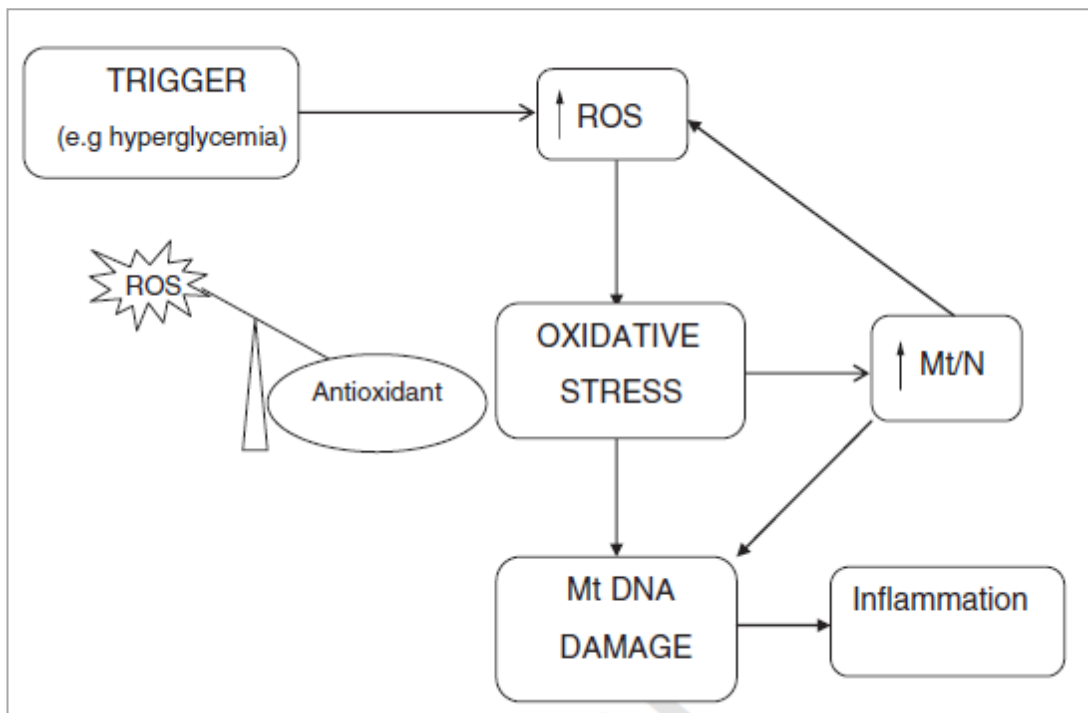 TRIGGER
(e.g hyperglycemia)
↑ ROS
ROS
Antioxidant
OXIDATIVE
STRESS
↑ Mt/N
Mt DNA
DAMAGE
Inflammation